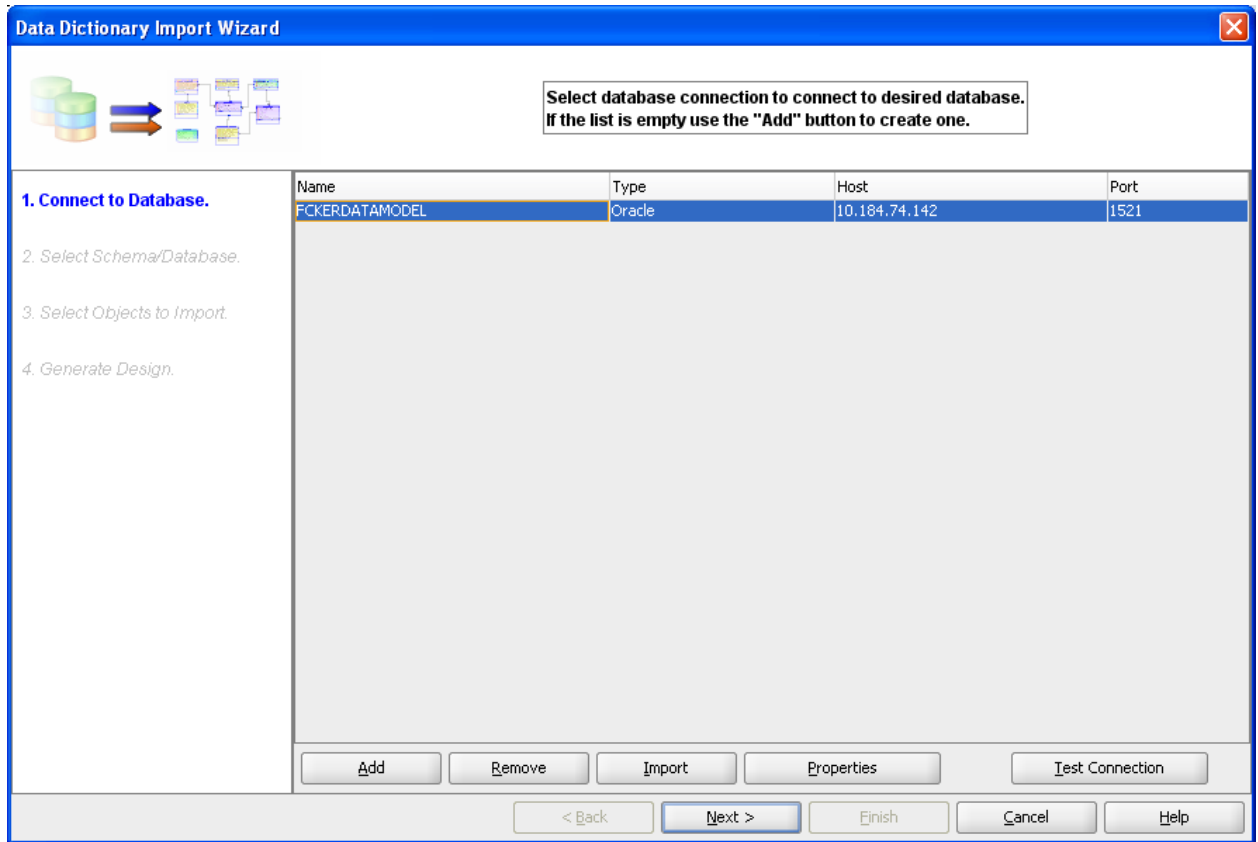 Data Dictionary Import Wizard
Select database connection to connect to desired database.
If the list is empty use the "Add" button to create one.
1. Connect to Database.
2. Select Schema/Database.
3. Select Objects to Import.
4. Generate Design.
Name Type Host Port
FCKERDATAMODEL Oracle 10.184.74.142 1521
Add Remove Import Properties Test Connection
< Back Next > Finish Cancel Help